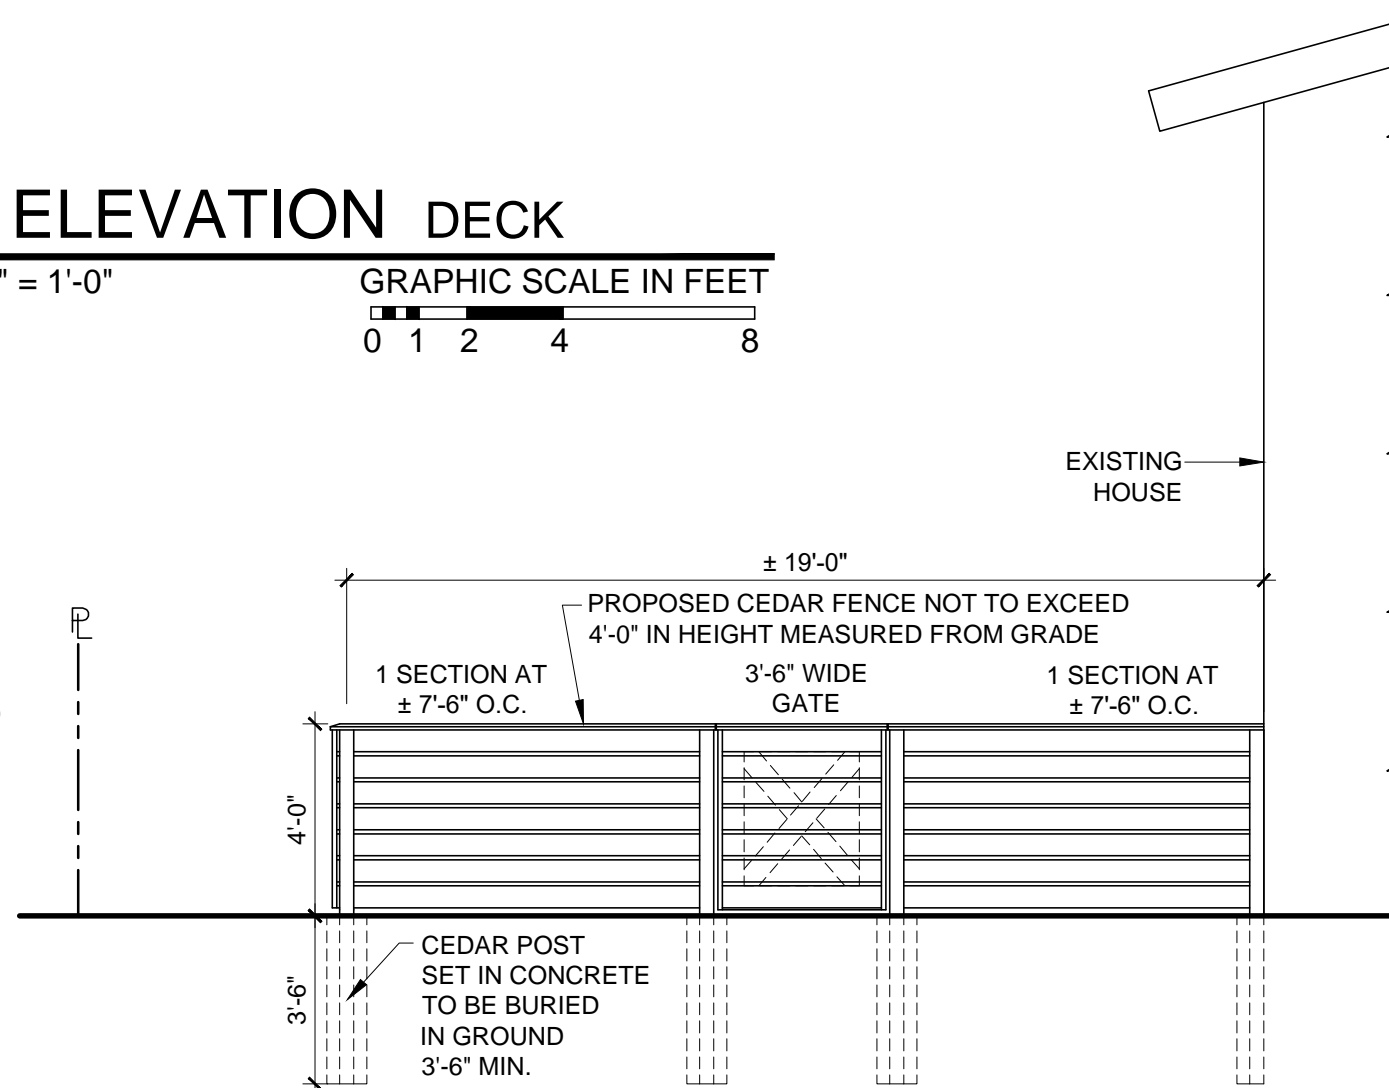 ELEVATION DECK
" = 1'-0"
GRAPHIC SCALE IN FEET
0 1 2 4 8
EXISTING
HOUSE
± 19'-0"
PL
PROPOSED CEDAR FENCE NOT TO EXCEED
4'-0" IN HEIGHT MEASURED FROM GRADE
1 SECTION AT
± 7'-6" O.C.
3'-6" WIDE
GATE
1 SECTION AT
± 7'-6" O.C.
4'-0"
3'-6"
CEDAR POST
SET IN CONCRETE
TO BE BURIED
IN GROUND
3'-6" MIN.